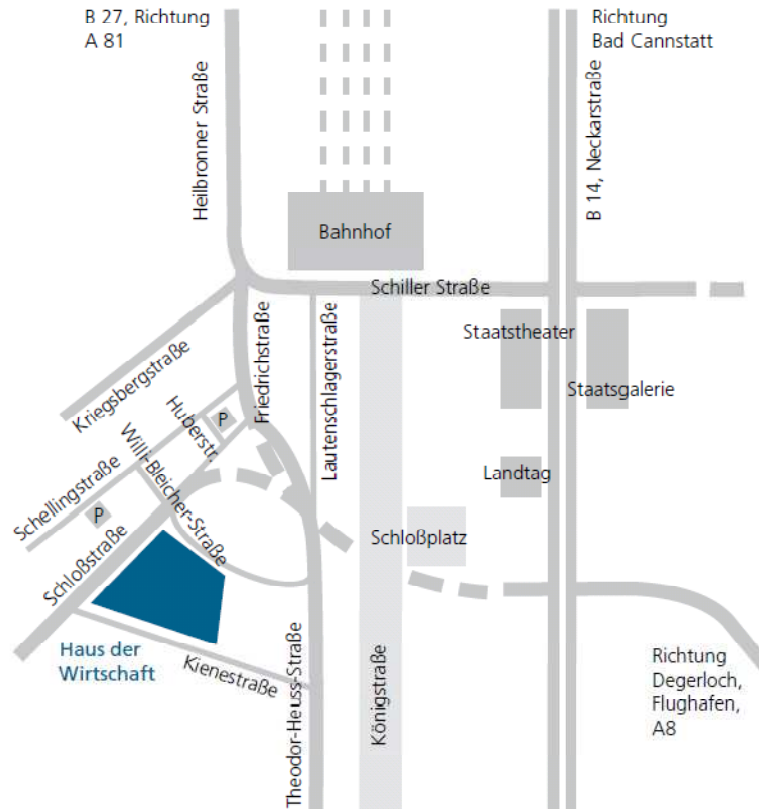 B 27, Richtung
A 81
Richtung
Bad Cannstatt
Heilbronner Straße
B 14, Neckarstraße
Bahnhof
Schiller Straße
Kriegsbergstraße
Friedrichstraße
Lautenschlagerstraße
Staatstheater
Staatsgalerie
Huberstr.
P
Willi-Bleicher-Straße
Schellingstraße
P
Landtag
Schloßstraße
Schloßplatz
Haus der
Wirtschaft
Kienestraße
Theodor-Heuss-Straße
Königstraße
Richtung
Degerloch,
Flughafen,
A8